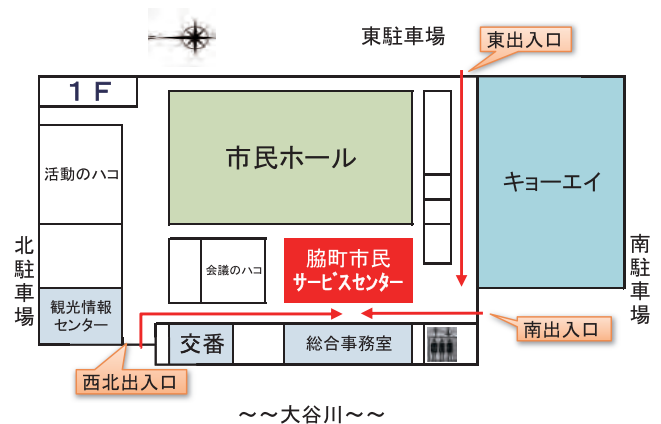 東駐車場
東出入口
１Ｆ
市民ホール
キョーエイ
活動のハコ
会議のハコ
脇町市民
サービスセンター
北駐車場
南駐車場
観光情報
センター
交番
総合事務室
南出入口
西北出入口
～～大谷川～～